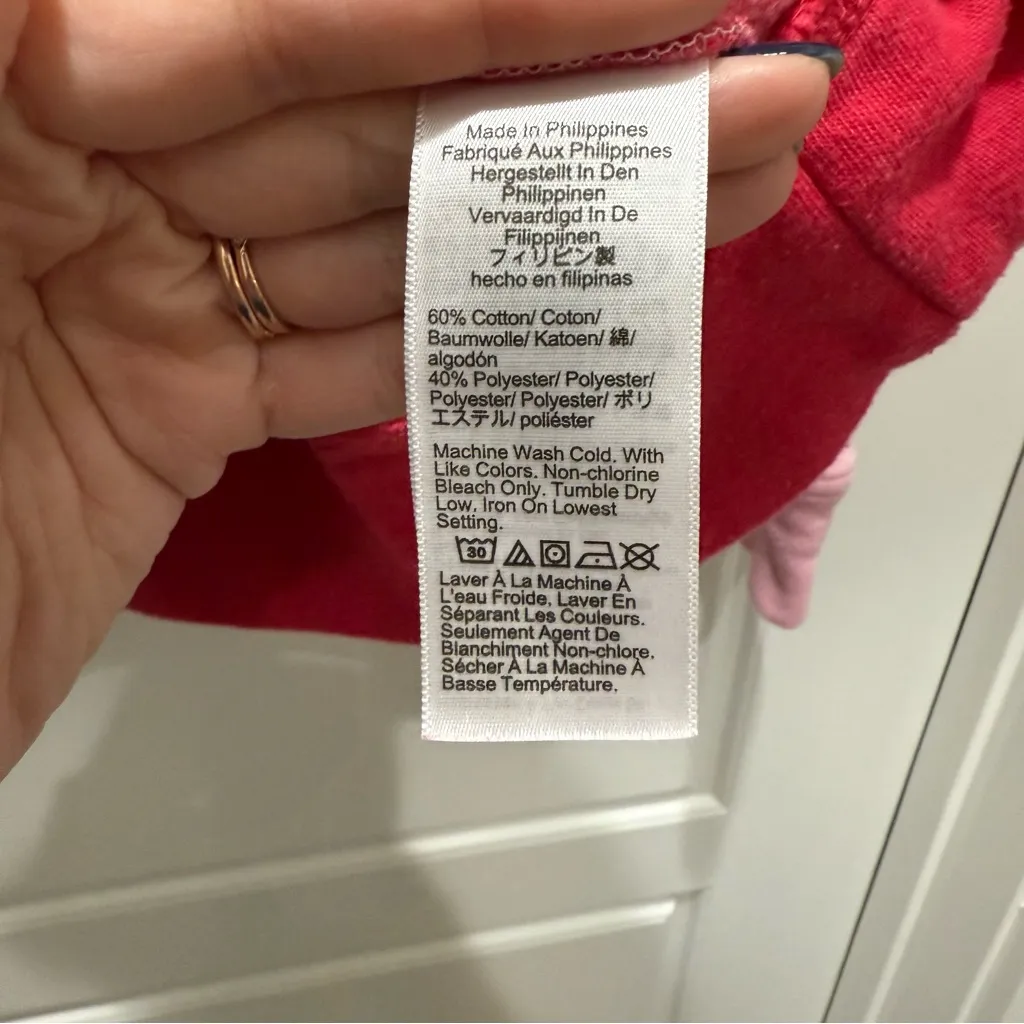 Made In Philippines
Fabriqué Aux Philippines
Hergestellt In Den
Philippinen
Vervaardigd In De
Filippijnen
フィリピン製
hecho en filipinas
60% Cotton/ Coton/
Baumwolle/ Katoen/ 綿/
algodón
40% Polyester/ Polyester/
Polyester/ Polyester/ ポリ
エステル/ poliéster
Machine Wash Cold. With
Like Colors. Non-chlorine
Bleach Only. Tumble Dry
Low. Iron On Lowest
Setting.
30
Laver À La Machine À
L'eau Froide, Laver En
Séparant Les Couleurs.
Seulement Agent De
Blanchiment Non-chlore.
Sécher À La Machine À
Basse Température.